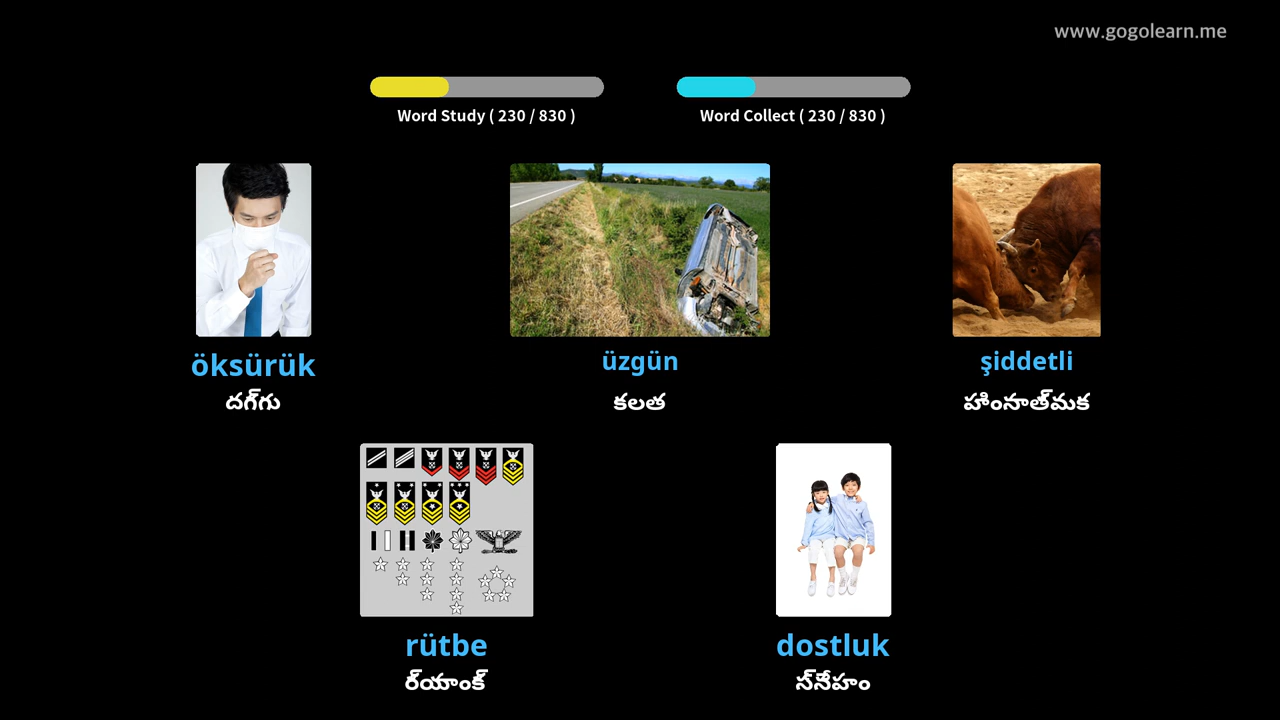 www.gogolearn.me
Word Study ( 230 / 830 )
Word Collect ( 230 / 830 )
öksürük
దగ్‌గు
üzgün
కలత
şiddetli
హింనాత్‌మక
rütbe
ర్‌యాంక్
dostluk
స్‌నేహం